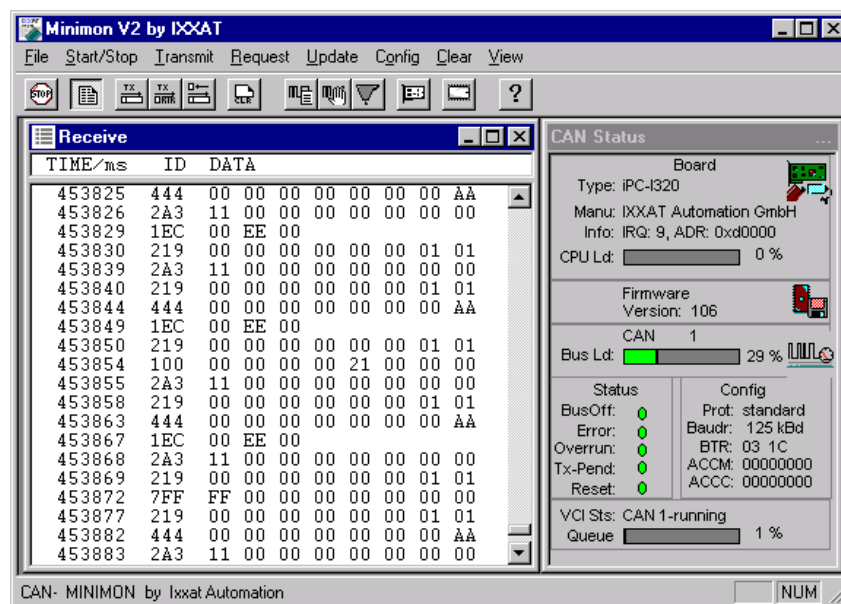 Minimon V2 by IXXAT
File Start/Stop Transmit Request Update Config Clear View
STOP TX TX ORTR CLR ?
Receive
TIME/ms ID DATA
453825 444 00 00 00 00 00 00 00 AA
453826 2A3 11 00 00 00 00 00 00 00
453829 1EC 00 EE 00
453830 219 00 00 00 00 00 00 01 01
453839 2A3 11 00 00 00 00 00 00 00
453840 219 00 00 00 00 00 00 01 01
453844 444 00 00 00 00 00 00 00 AA
453849 1EC 00 EE 00
453850 219 00 00 00 00 00 00 01 01
453854 100 00 00 00 00 21 00 00 00
453855 2A3 11 00 00 00 00 00 00 00
453858 219 00 00 00 00 00 00 01 01
453863 444 00 00 00 00 00 00 00 AA
453867 1EC 00 EE 00
453868 2A3 11 00 00 00 00 00 00 00
453869 219 00 00 00 00 00 00 01 01
453872 7FF FF 00 00 00 00 00 00 00
453877 219 00 00 00 00 00 00 01 01
453882 444 00 00 00 00 00 00 00 AA
453883 2A3 11 00 00 00 00 00 00 00
CAN Status ...
Board
Type: iPC-I320
Manu: IXXAT Automation GmbH
Info: IRQ: 9, ADR: 0xd0000
CPU Ld: 0 %
Firmware
Version: 106
CAN 1
Bus Ld: 29 %
Status
BusOff:
Error:
Overrun:
Tx-Pend:
Reset:
Config
Prot: standard
Baudr: 125 kBd
BTR: 03 1C
ACCM: 00000000
ACCC: 00000000
VCI Sts: CAN 1-running
Queue 1 %
CAN- MINIMON by Ixxat Automation
NUM